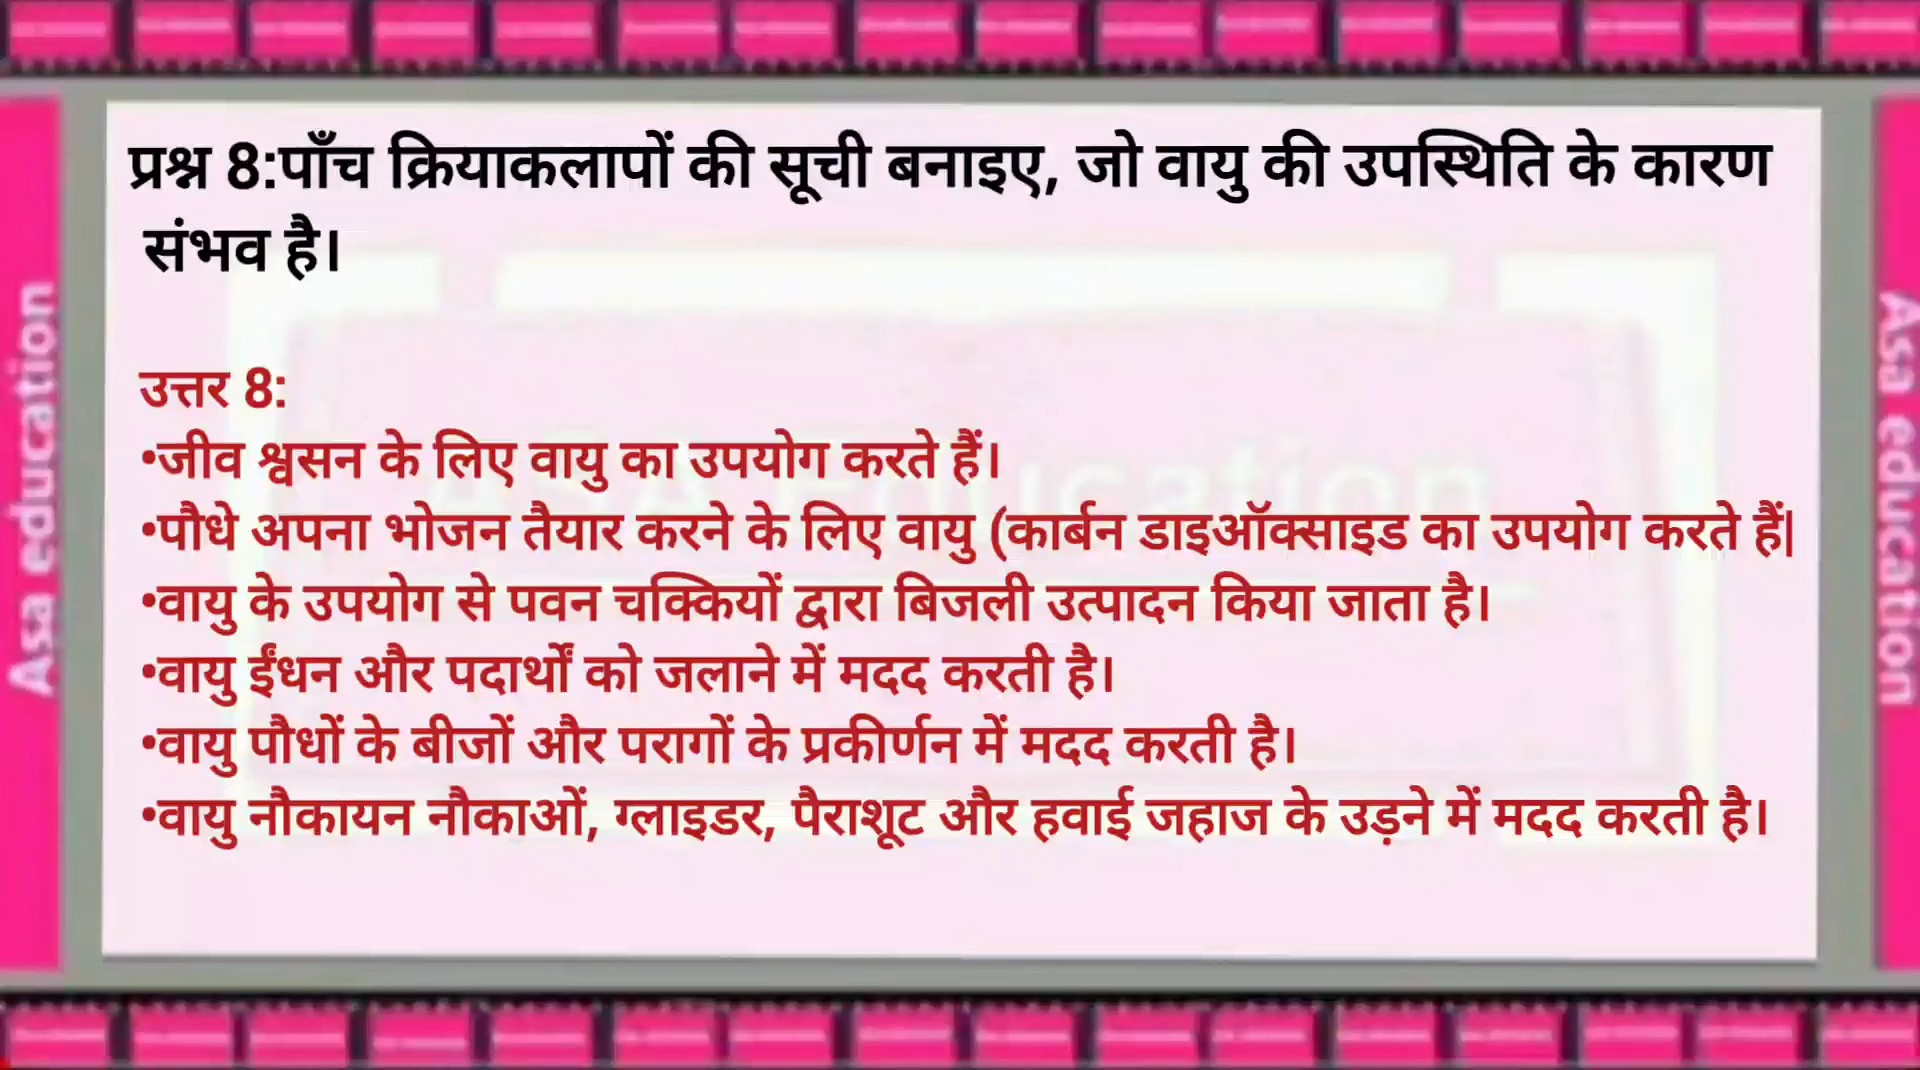 प्रश्न 8:पाँच क्रियाकलापों की सूची बनाइए, जो वायु की उपस्थिति के कारण
संभव है।
उत्तर 8:
•जीव श्वसन के लिए वायु का उपयोग करते हैं।
•पौधे अपना भोजन तैयार करने के लिए वायु (कार्बन डाइऑक्साइड का उपयोग करते हैं|
•वायु के उपयोग से पवन चक्कियों द्वारा बिजली उत्पादन किया जाता है।
•वायु ईंधन और पदार्थों को जलाने में मदद करती है।
•वायु पौधों के बीजों और परागों के प्रकीर्णन में मदद करती है।
•वायु नौकायन नौकाओं, ग्लाइडर, पैराशूट और हवाई जहाज के उड़ने में मदद करती है।
Asa education
Asa education
ASA Education